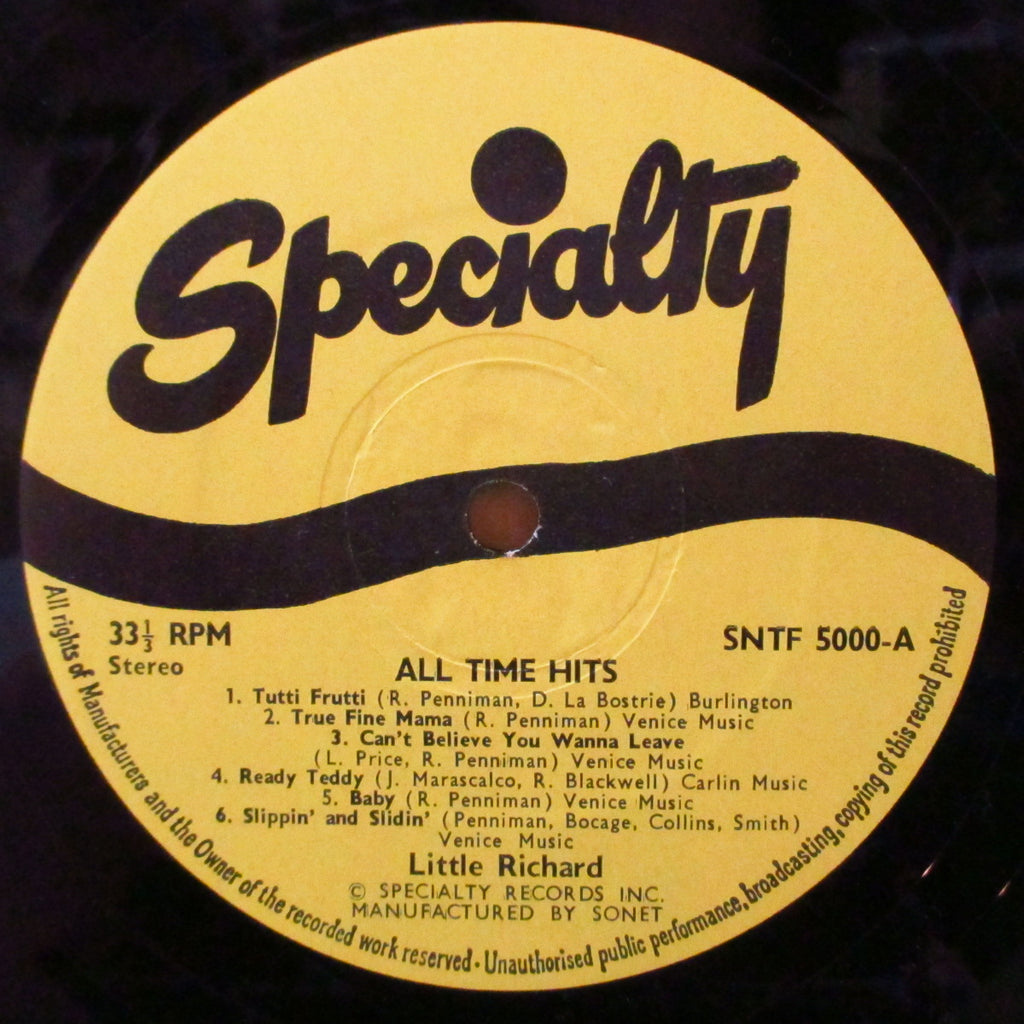 Specialty
33⅓ RPM
Stereo
SNTF 5000-A
ALL TIME HITS
1. Tutti Frutti (R. Penniman, D. La Bostrie) Burlington
2. True Fine Mama (R. Penniman) Venice Music
3. Can't Believe You Wanna Leave
(L. Price, R. Penniman) Venice Music
4. Ready Teddy (J. Marascalco, R. Blackwell) Carlin Music
5. Baby (R. Penniman) Venice Music
6. Slippin' and Slidin' (Penniman, Bocage, Collins, Smith)
Venice Music
Little Richard
© SPECIALTY RECORDS INC.
MANUFACTURED BY SONET
All rights of Manufacturers and the Owner of the recorded work reserved · Unauthorised public performance, broadcasting, copying of this record prohibited